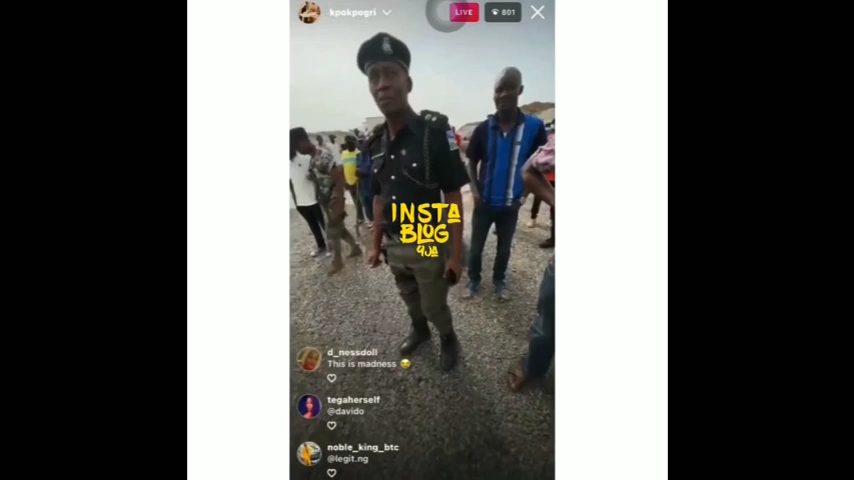 kpokpogri
LIVE
801
INSTA
BLOG
9JA
d_nessdoll
This is madness 😂
tegaherself
@davido
noble_king_btc
@legit.ng